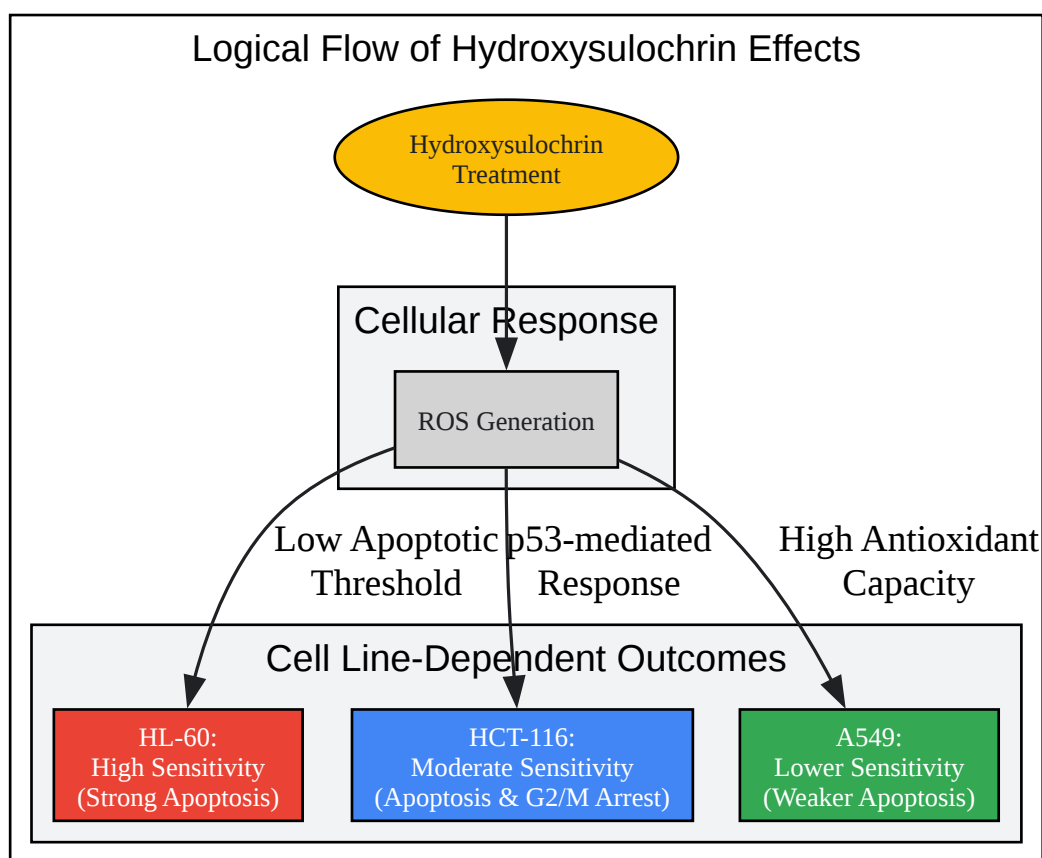 Logical Flow of Hydroxysulochrin Effects
Hydroxysulochrin
Treatment
Cellular Response
ROS Generation
Low Apoptotic
Threshold
p53-mediated
Response
High Antioxidant
Capacity
Cell Line-Dependent Outcomes
HL-60:
High Sensitivity
(Strong Apoptosis)
HCT-116:
Moderate Sensitivity
(Apoptosis & G2/M Arrest)
A549:
Lower Sensitivity
(Weaker Apoptosis)